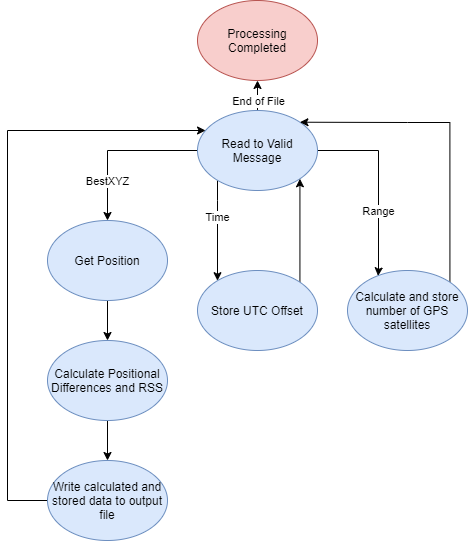 Processing
Completed
End of File
Read to Valid
Message
BestXYZ
Time
Range
Get Position
Store UTC Offset
Calculate and store
number of GPS
satellites
Calculate Positional
Differences and RSS
Write calculated and
stored data to output
file